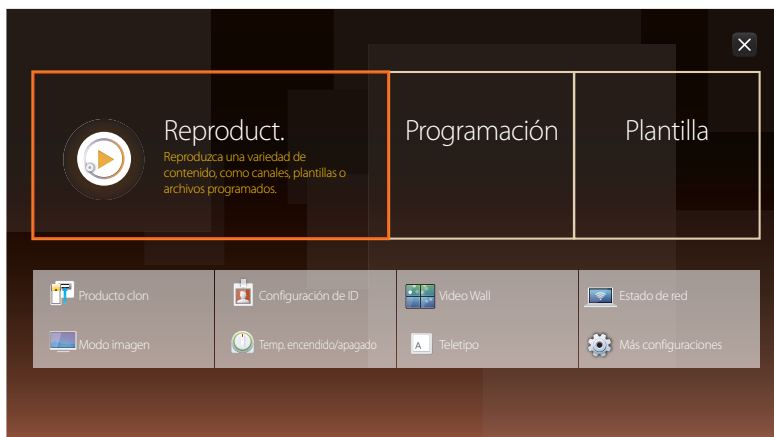 Reproduct.
Reproduzca una variedad de
contenido, como canales, plantillas o
archivos programados.
Programación
Plantilla
Producto clon
Configuración de ID
Video Wall
Estado de red
Modo imagen
Temp. encendido/apagado
A
Teletipo
Más configuraciones